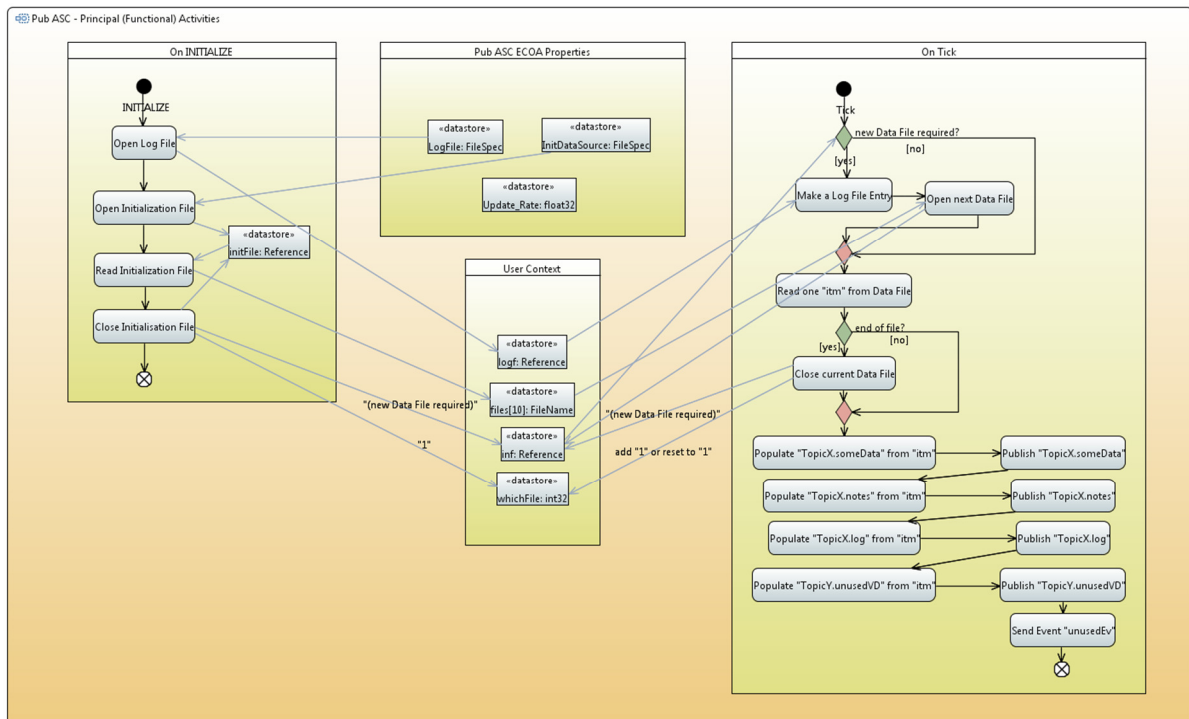 Pub ASC - Principal (Functional) Activities
On INITIALIZE
INITIALIZE
Open Log File
Open Initialization File
«datastore»
initFile: Reference
Read Initialization File
Close Initialisation File
Pub ASC ECOA Properties
«datastore»
LogFile: FileSpec
«datastore»
InitDataSource: FileSpec
«datastore»
Update_Rate: float32
User Context
«datastore»
logf: Reference
«datastore»
files[10]: FileName
"(new Data File required)"
«datastore»
inf: Reference
"1"
«datastore»
whichFile: int32
"(new Data File required)"
add "1" or reset to "1"
On Tick
Tick
new Data File required?
[no]
[yes]
Make a Log File Entry
Open next Data File
Read one "itm" from Data File
end of file?
[no]
[yes]
Close current Data File
Populate "TopicX.someData" from "itm"
Publish "TopicX.someData"
Populate "TopicX.notes" from "itm"
Publish "TopicX.notes"
Populate "TopicX.log" from "itm"
Publish "TopicX.log"
Populate "TopicY.unusedVD" from "itm"
Publish "TopicY.unusedVD"
Send Event "unusedEv"